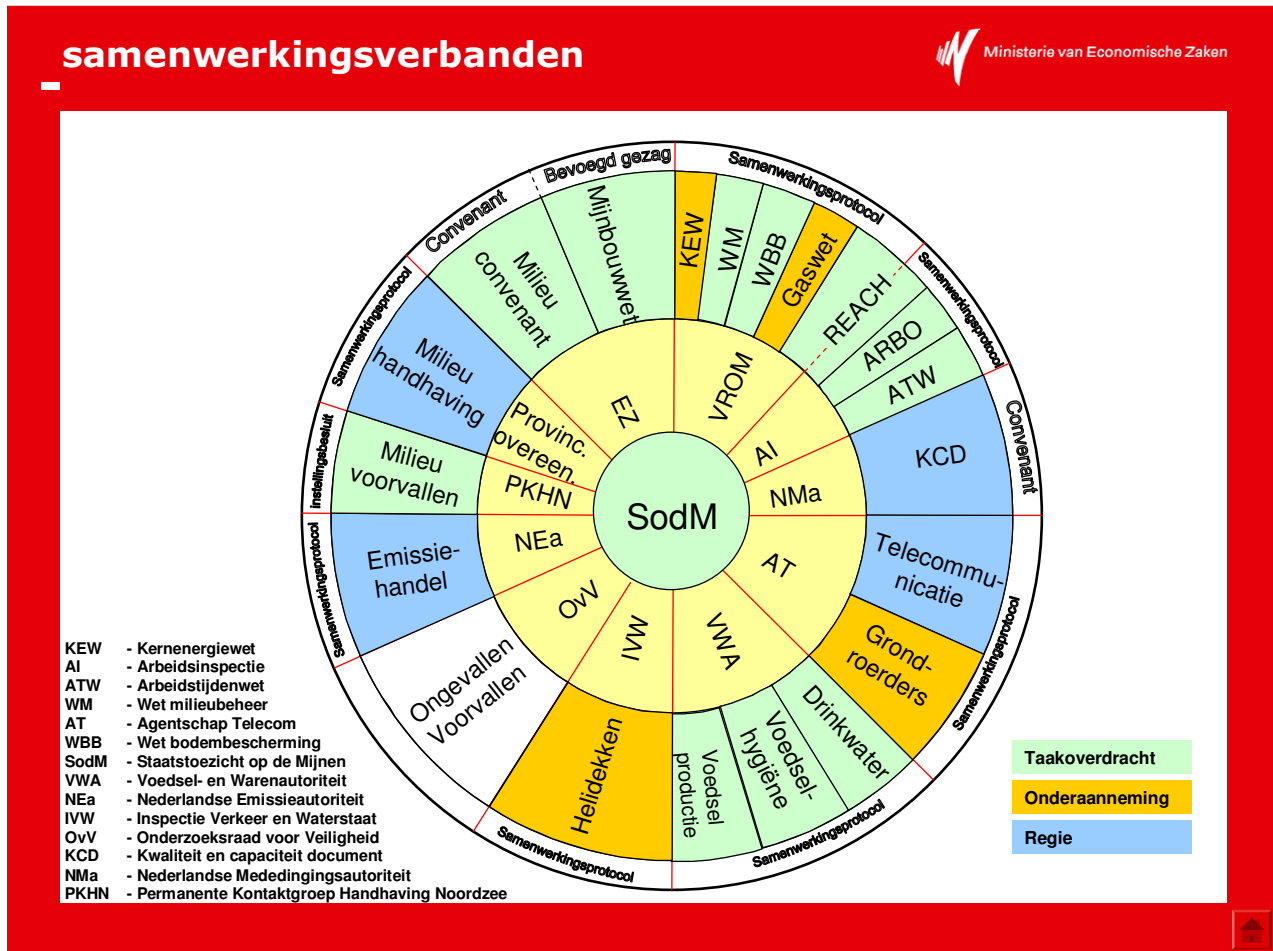 samenwerkingsverbanden
Ministerie van Economische Zaken
Bevoegd gezag
Samenwerkingsprotocol
Samenwerkingsprotocol
Convenant
Samenwerkingsprotocol
Samenwerkingsprotocol
Samenwerkingsprotocol
Samenwerkingsprotocol
instellingsbesluit
Samenwerkingsprotocol
Convenant
Mijnbouwwet
KEW
WM
WBB
Gaswet
REACH
ARBO
ATW
KCD
Telecommu-
nicatie
Grond-
roerders
Drinkwater
Voedsel-
hygiëne
Voedsel
productie
Helidekken
Ongevallen
Voorvallen
Emissie-
handel
Milieu
voorvallen
Milieu
handhaving
Milieu
convenant
EZ
VROM
AI
NMa
AT
VWA
IVW
OvV
NEa
PKHN
Provinc.
overeen.
SodM
KEW - Kernenergiewet
AI - Arbeidsinspectie
ATW - Arbeidstijdenwet
WM - Wet milieubeheer
AT - Agentschap Telecom
WBB - Wet bodembescherming
SodM - Staatstoezicht op de Mijnen
VWA - Voedsel- en Warenautoriteit
NEa - Nederlandse Emissieautoriteit
IVW - Inspectie Verkeer en Waterstaat
OvV - Onderzoeksraad voor Veiligheid
KCD - Kwaliteit en capaciteit document
NMa - Nederlandse Mededingingsautoriteit
PKHN - Permanente Kontaktgroep Handhaving Noordzee
Taakoverdracht
Onderaanneming
Regie